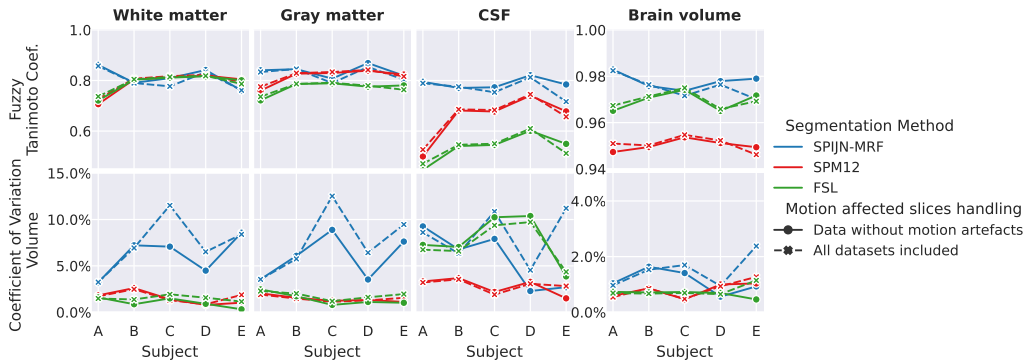 White matter Gray matter CSF Brain volume
Fuzzy
Tanimoto Coef.
1.0
0.8
0.6
1.00
0.98
0.96
0.94
Coefficient of Variation
Volume
15.0%
10.0%
5.0%
0.0%
4.0%
2.0%
0.0%
A B C D E A B C D E A B C D E A B C D E
Subject Subject Subject Subject
Segmentation Method
SPIJN-MRF
SPM12
FSL
Motion affected slices handling
Data without motion artefacts
All datasets included